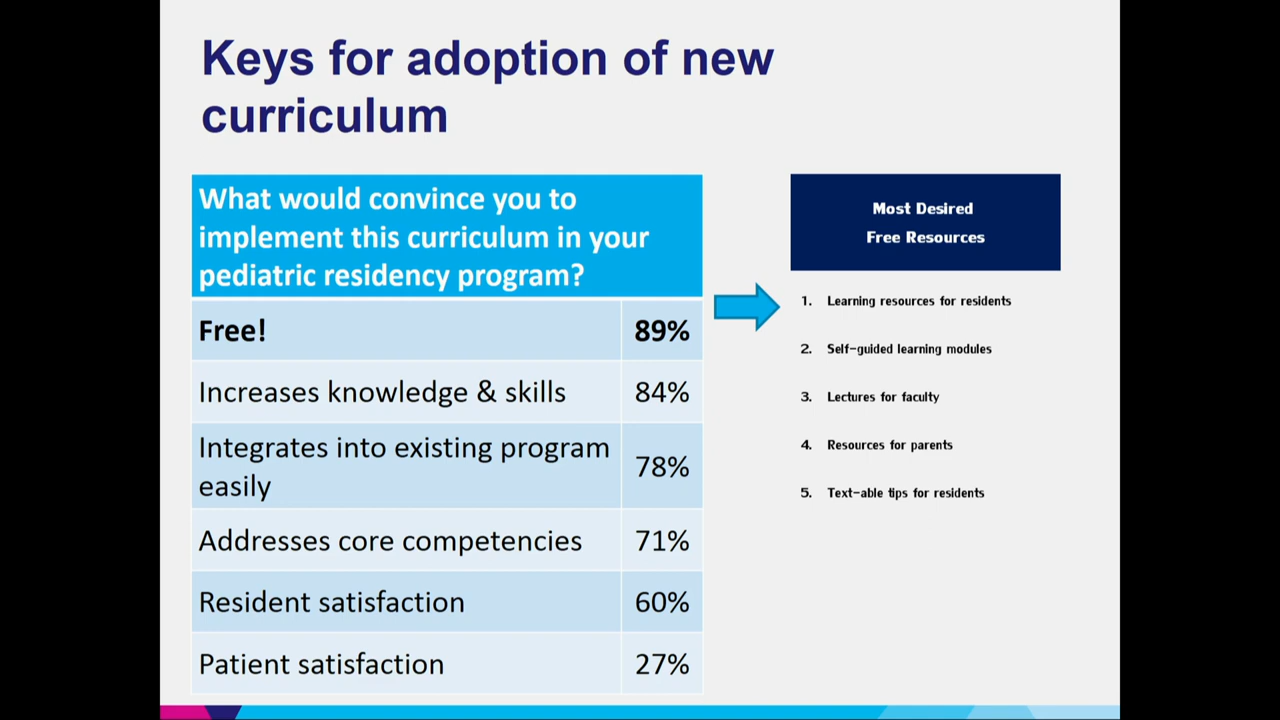 Keys for adoption of new
curriculum
What would convince you to
implement this curriculum in your
pediatric residency program?
Free! 89%
Increases knowledge & skills 84%
Integrates into existing program
easily 78%
Addresses core competencies 71%
Resident satisfaction 60%
Patient satisfaction 27%
Most Desired
Free Resources
1. Learning resources for residents
2. Self-guided learning modules
3. Lectures for faculty
4. Resources for parents
5. Text-able tips for residents